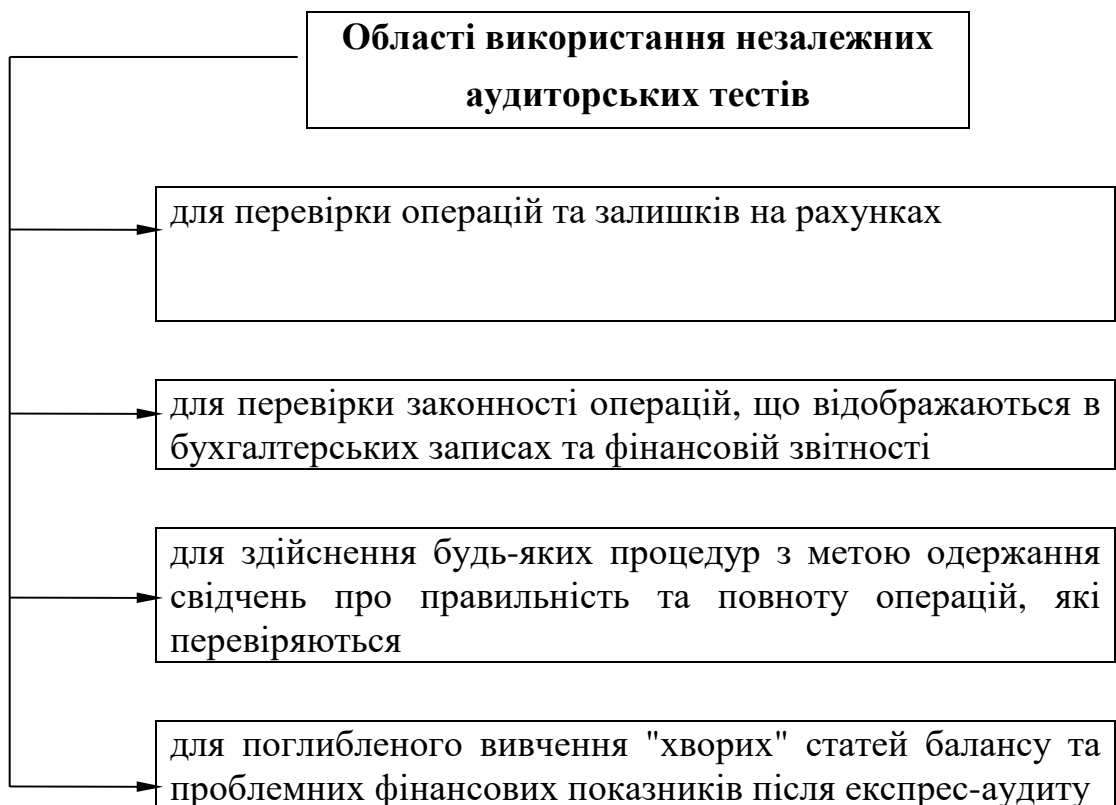 Області використання незалежних
аудиторських тестів
для перевірки операцій та залишків на рахунках
для перевірки законності операцій, що відображаються в
бухгалтерських записах та фінансовій звітності
для здійснення будь-яких процедур з метою одержання
свідчень про правильність та повноту операцій, які
перевіряються
для поглибленого вивчення "хворих" статей балансу та
проблемних фінансових показників після експрес-аудиту